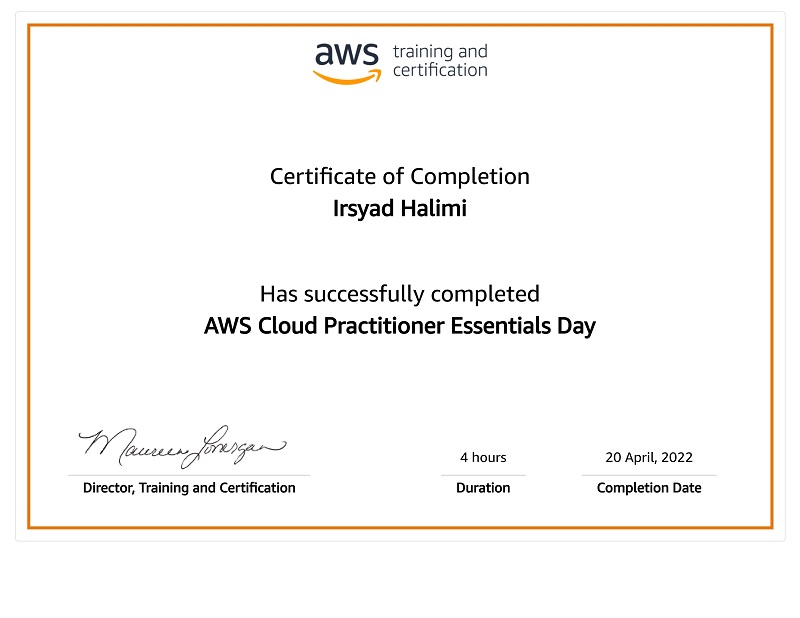 aws training and
certification
Certificate of Completion
Irsyad Halimi
Has successfully completed
AWS Cloud Practitioner Essentials Day
Maureen Lonergan
4 hours
20 April, 2022
Director, Training and Certification
Duration
Completion Date